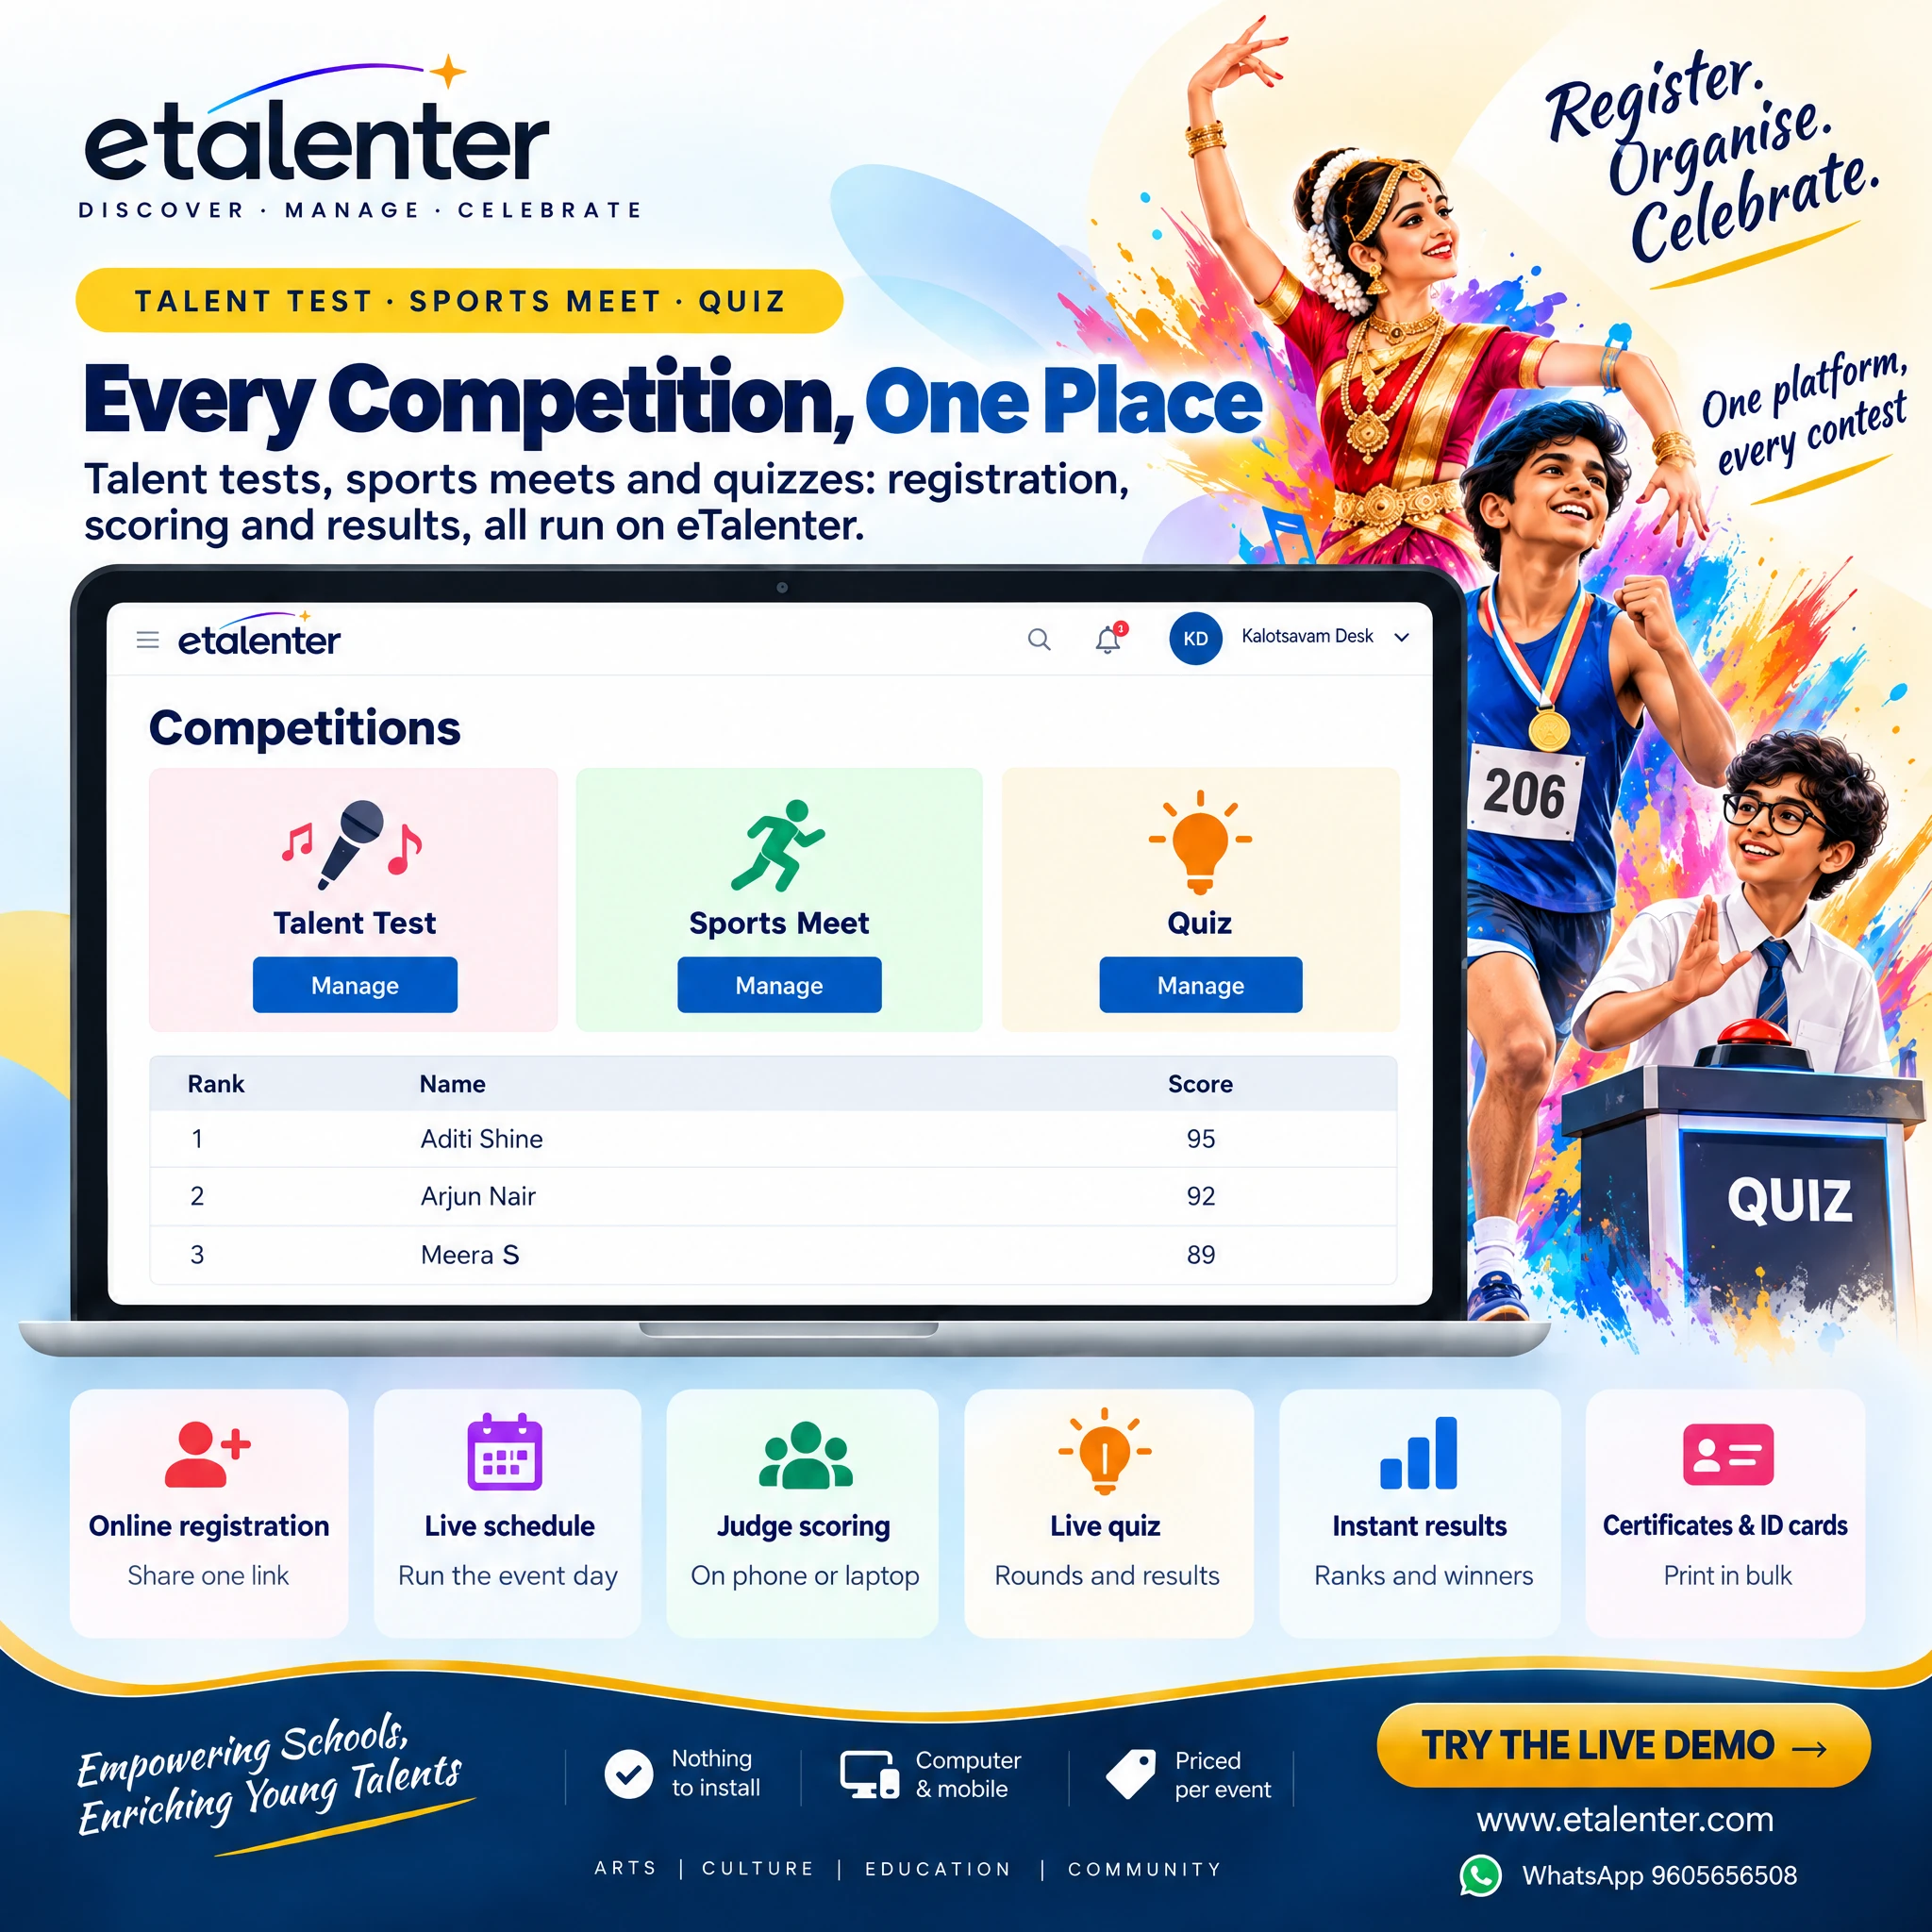 etalenter
DISCOVER · MANAGE · CELEBRATE
Register.
Organise.
Celebrate.
TALENT TEST · SPORTS MEET · QUIZ
Every Competition, One Place
Talent tests, sports meets and quizzes: registration,
scoring and results, all run on eTalenter.
One platform,
every contest
etalenter
1
KD
Kalotsavam Desk
Competitions
Talent Test
Manage
Sports Meet
Manage
Quiz
Manage
Rank Name Score
1 Aditi Shine 95
2 Arjun Nair 92
3 Meera S 89
206
QUIZ
Online registration
Share one link
Live schedule
Run the event day
Judge scoring
On phone or laptop
Live quiz
Rounds and results
Instant results
Ranks and winners
Certificates & ID cards
Print in bulk
Empowering Schools,
Enriching Young Talents
Nothing
to install
Computer
& mobile
Priced
per event
ARTS | CULTURE | EDUCATION | COMMUNITY
TRY THE LIVE DEMO →
www.etalenter.com
WhatsApp 9605656508